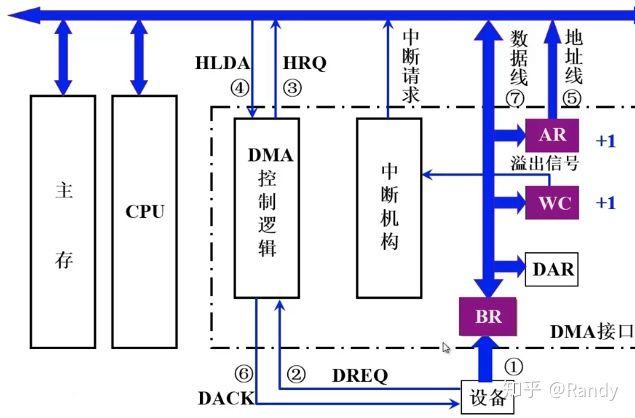 HLDA
④
HRQ
③
中断请求
数据线
⑦
地址线
⑤
主存
CPU
DMA
控制逻辑
中断机构
AR
+1
溢出信号
WC
+1
DAR
BR
DMA接口
⑥
②
DREQ
①
DACK
设备
知乎 @Randy